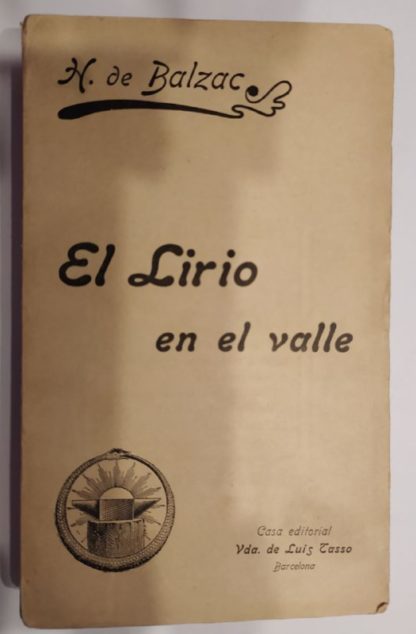 H. de Balzac
El Lirio
en el valle
Casa editorial
Vda. de Luis Tasso
Barcelona